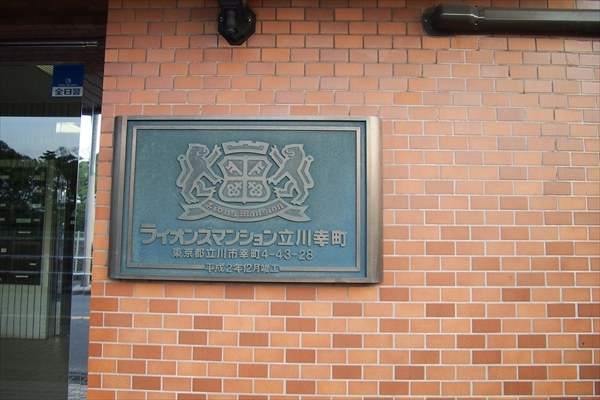 全日警
Lions Mansion
ライオンズマンション立川幸町
東京都立川市幸町4-43-28
平成2年12月竣工